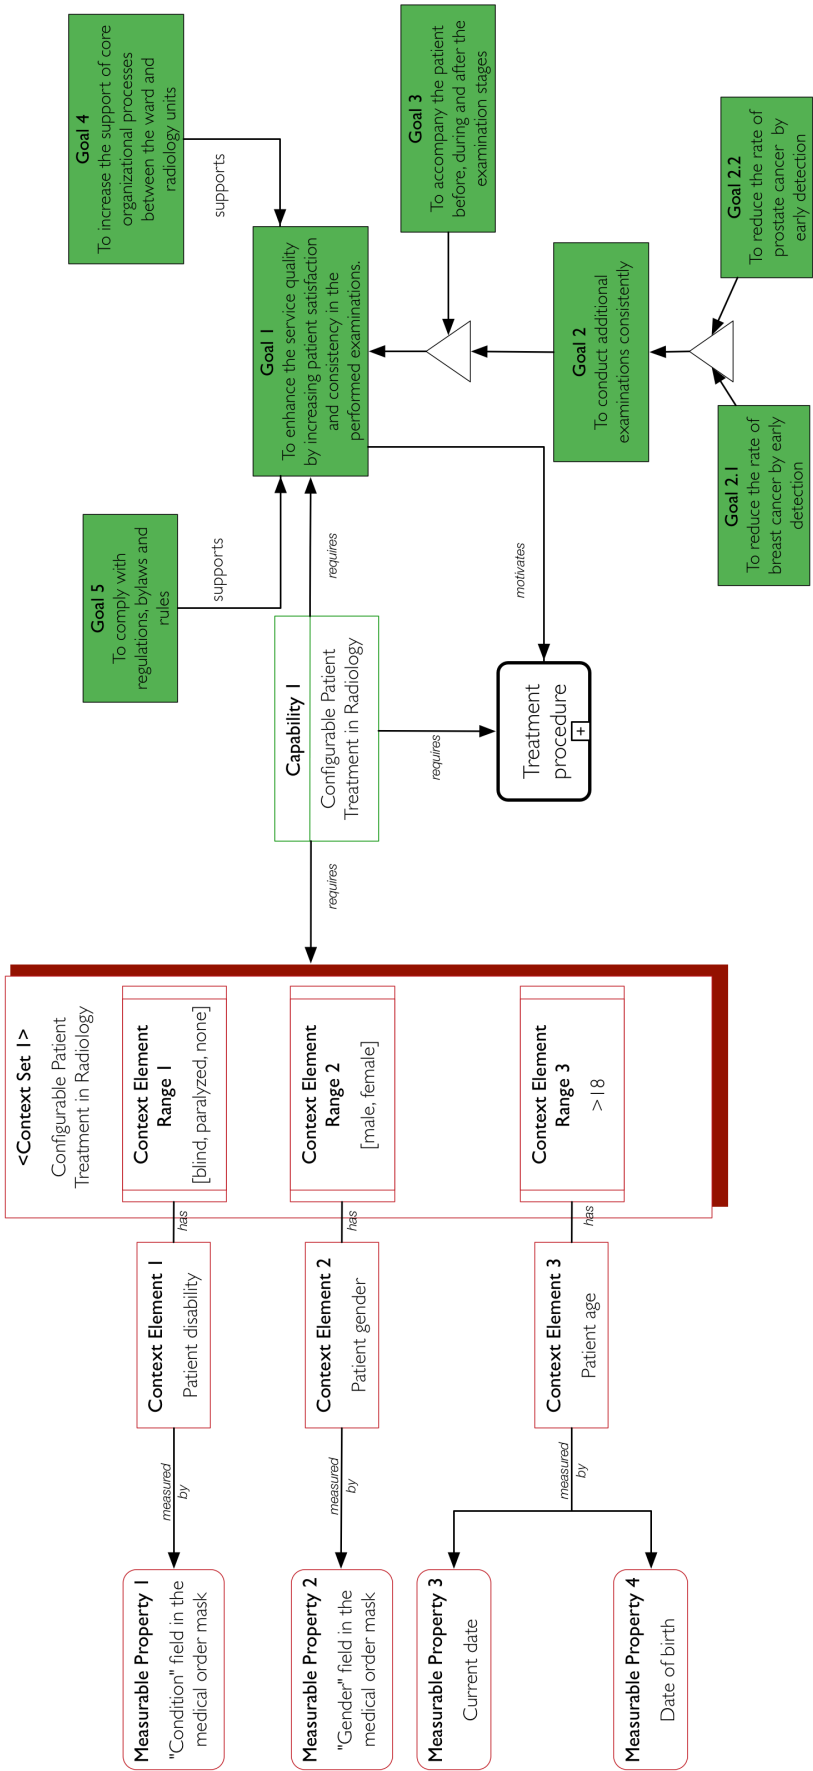 Goal 4
To increase the support of core
organizational processes
between the ward and
radiology units
supports
Goal 5
To comply with
regulations, bylaws and
rules
supports
Goal 1
To enhance the service quality
by increasing patient satisfaction
and consistency in the
performed examinations.
Goal 3
To accompany the patient
before, during and after the
examination stages
Goal 2
To conduct additional
examinations consistently
Goal 2.1
To reduce the rate of
breast cancer by early
detection
Goal 2.2
To reduce the rate of
prostate cancer by
early detection
requires
motivates
Capability 1
Configurable Patient
Treatment in Radiology
requires
Treatment
procedure
+
requires
<Context Set 1>
Configurable Patient
Treatment in Radiology
Context Element
Range 1
[blind, paralyzed, none]
Context Element
Range 2
[male, female]
Context Element
Range 3
>18
has
has
has
Context Element 1
Patient disability
Context Element 2
Patient gender
Context Element 3
Patient age
measured
by
measured
by
measured
by
Measurable Property 1
"Condition" field in the
medical order mask
Measurable Property 2
"Gender" field in the
medical order mask
Measurable Property 3
Current date
Measurable Property 4
Date of birth